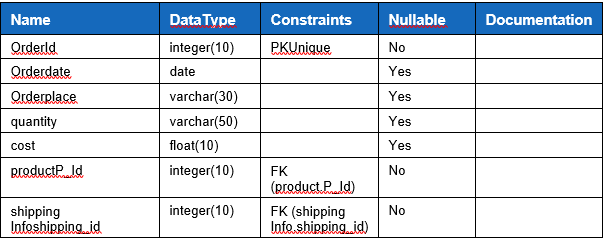 Name DataType Constraints Nullable Documentation
OrderId integer(10) PKUnique No
Orderdate date Yes
Orderplace varchar(30) Yes
quantity varchar(50) Yes
cost float(10) Yes
productP_Id integer(10) FK No
(product.P_Id)
shipping integer(10) FK (shipping No
Infoshipping_id Info.shipping_id)